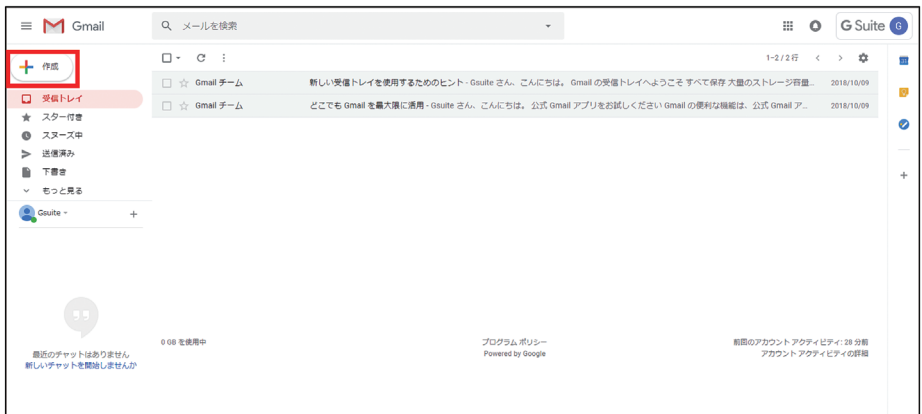 Gmail
メールを検索
G Suite
G
作成
1-2 / 2 行
受信トレイ
スター付き
スヌーズ中
送信済み
下書き
もっと見る
Gsuite
Gmail チーム
新しい受信トレイを使用するためのヒント - Gsuite さん、こんにちは。 Gmail の受信トレイへようこそ すべて保存 大量のストレージ容量...
2018/10/09
Gmail チーム
どこでも Gmail を最大限に活用 - Gsuite さん、こんにちは。 公式 Gmail アプリをお試しください Gmail の便利な機能は、公式 Gmail ア...
2018/10/09
31
最近のチャットはありません
新しいチャットを開始しませんか
0 GB を使用中
プログラム ポリシー
Powered by Google
前回のアカウント アクティビティ: 28 分前
アカウント アクティビティの詳細